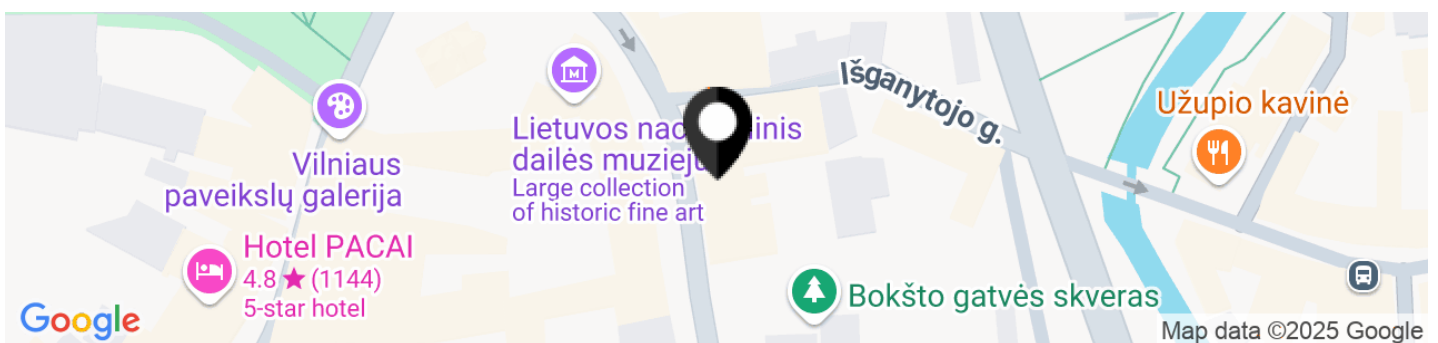 Išganytojo g.
Užupio kavinė
Lietuvos nac inis
dailės muziej
Large collection
of historic fine art
Vilniaus
paveikslų galerija
Hotel PACAI
4.8 ★ (1144)
5-star hotel
Bokšto gatvės skveras
Google
Map data ©2025 Google